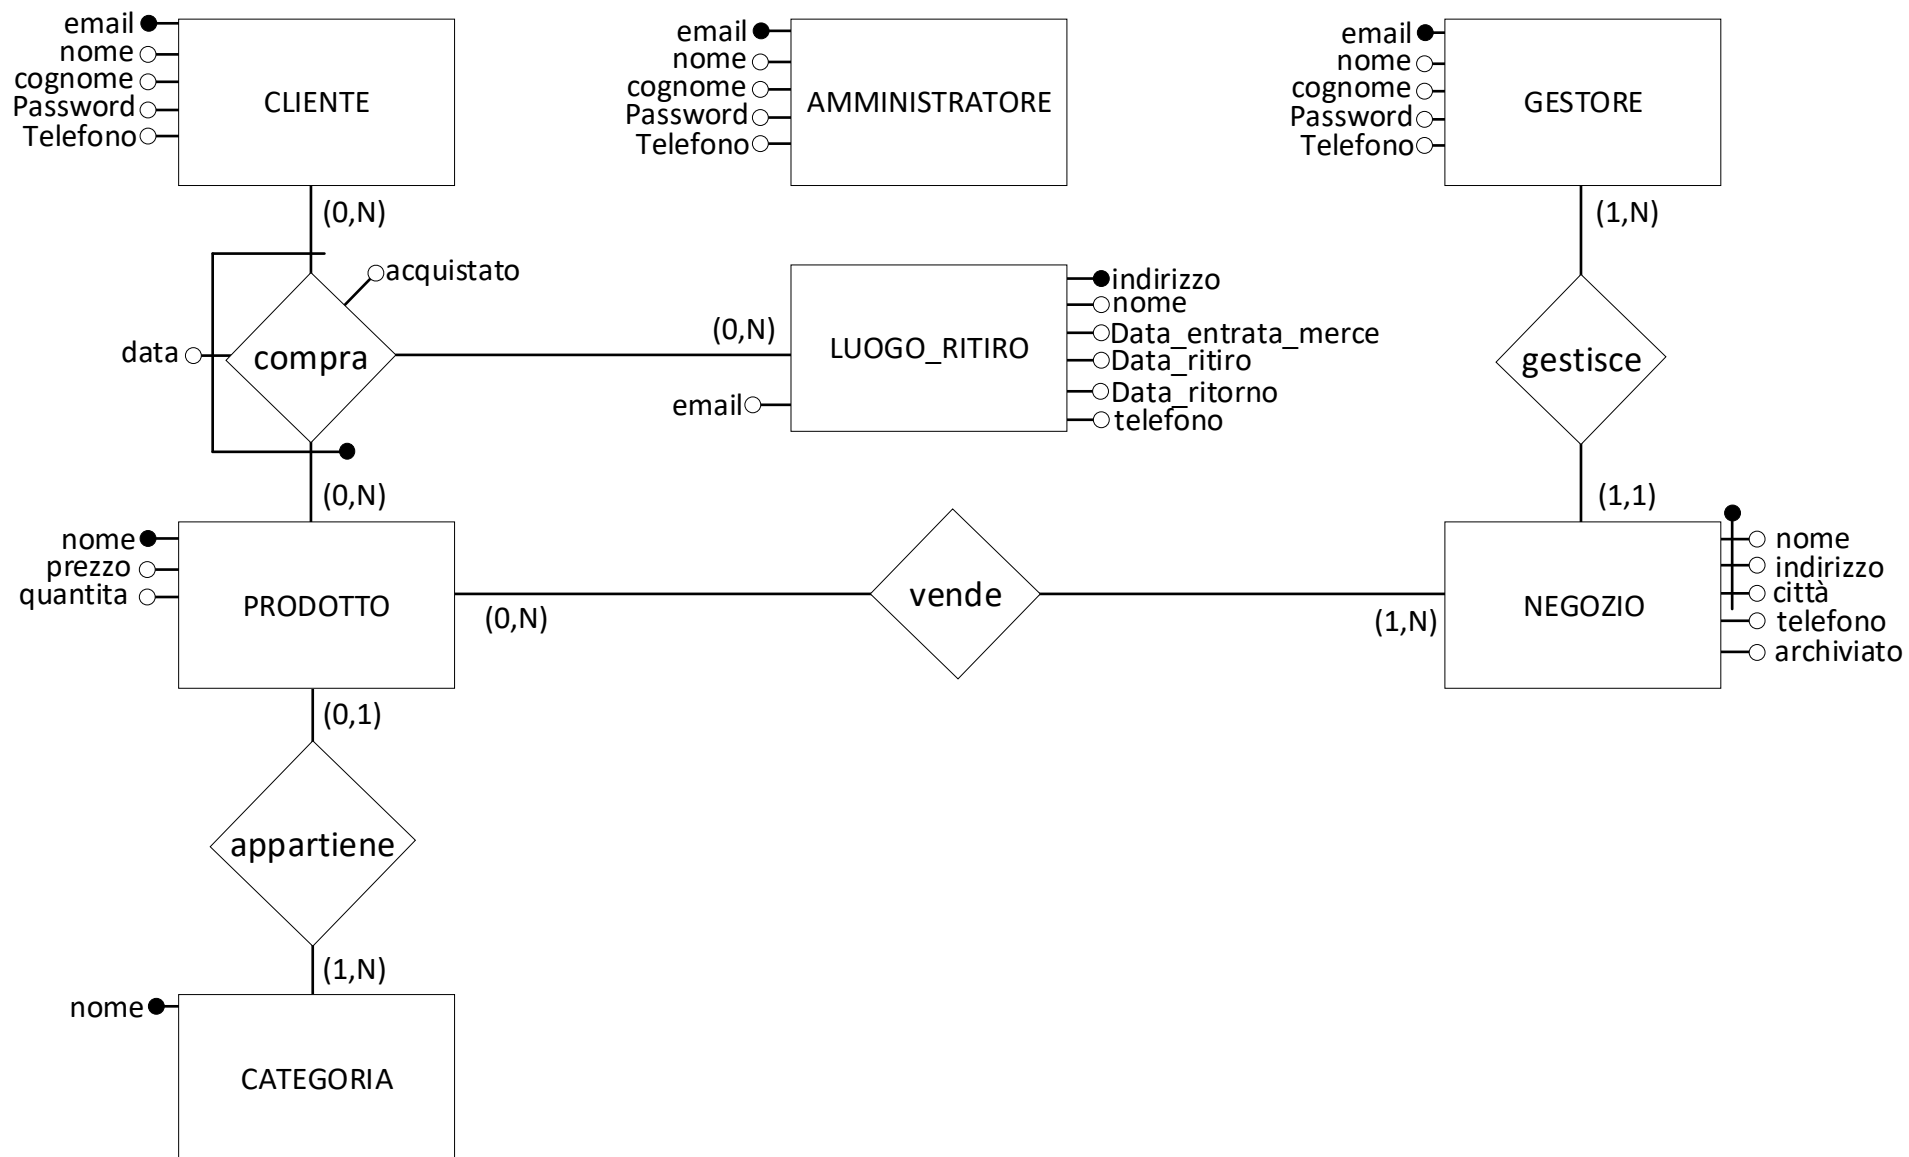 email
nome
cognome
Password
Telefono
CLIENTE
email
nome
cognome
Password
Telefono
AMMINISTRATORE
email
nome
cognome
Password
Telefono
GESTORE
(0,N)
(1,N)
acquistato
data
compra
(0,N)
LUOGO_RITIRO
indirizzo
nome
Data_entrata_merce
Data_ritiro
Data_ritorno
telefono
email
gestisce
(0,N)
(1,1)
nome
prezzo
quantita
PRODOTTO
(0,N)
vende
(1,N)
NEGOZIO
nome
indirizzo
città
telefono
archiviato
(0,1)
appartiene
(1,N)
nome
CATEGORIA